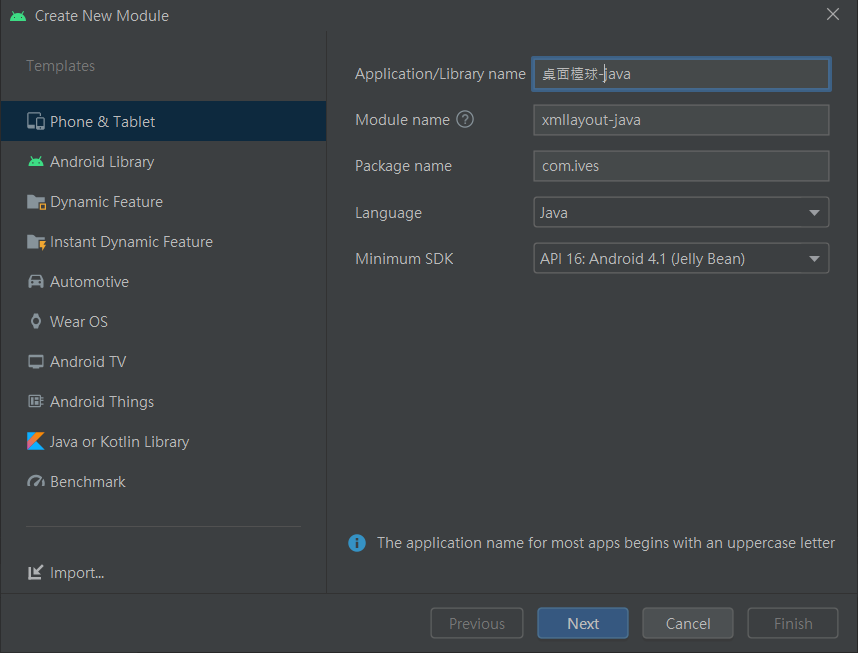 Create New Module
Templates
Phone & Tablet
Android Library
Dynamic Feature
Instant Dynamic Feature
Automotive
Wear OS
Android TV
Android Things
Java or Kotlin Library
Benchmark
Import...
Application/Library name 桌面檯球-java
Module name ? xmllayout-java
Package name com.ives
Language Java
Minimum SDK API 16: Android 4.1 (Jelly Bean)
The application name for most apps begins with an uppercase letter
Previous Next Cancel Finish